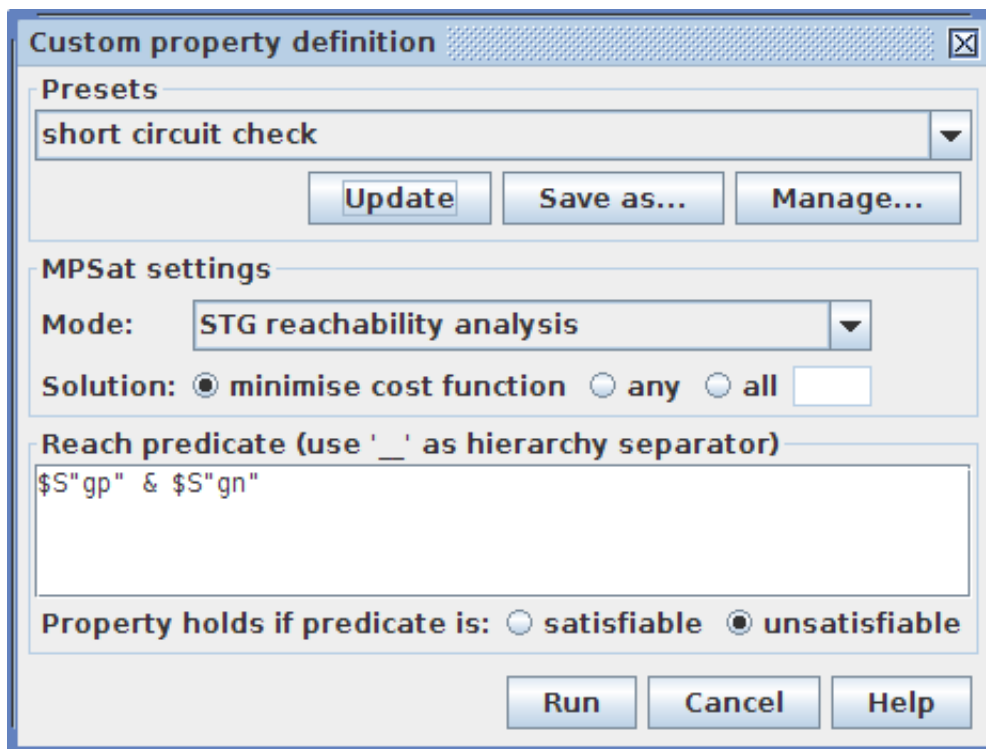 Custom property definition
Presets
short circuit check
Update Save as... Manage...
MPSat settings
Mode: STG reachability analysis
Solution: minimise cost function any all
Reach predicate (use '__' as hierarchy separator)
$S"gp" & $S"gn"
Property holds if predicate is: satisfiable unsatisfiable
Run Cancel Help